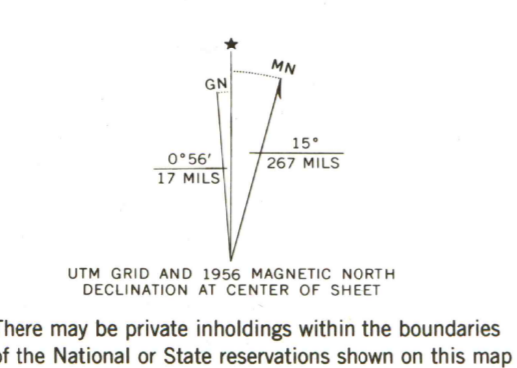 ★
MN
GN
15°
0°56′
267 MILS
17 MILS
UTM GRID AND 1956 MAGNETIC NORTH
DECLINATION AT CENTER OF SHEET
There may be private inholdings within the boundaries
of the National or State reservations shown on this map